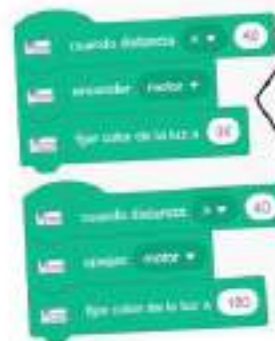 cuando distancia 40
encender motor
fijar color de la luz a
cuando distancia > 40
apagar motor
fijar color de la luz a 180